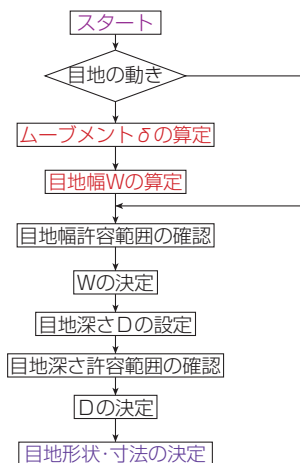 スタート
目地の動き
ムーブメントδの算定
目地幅Wの算定
目地幅許容範囲の確認
Wの決定
目地深さDの設定
目地深さ許容範囲の確認
Dの決定
目地形状・寸法の決定